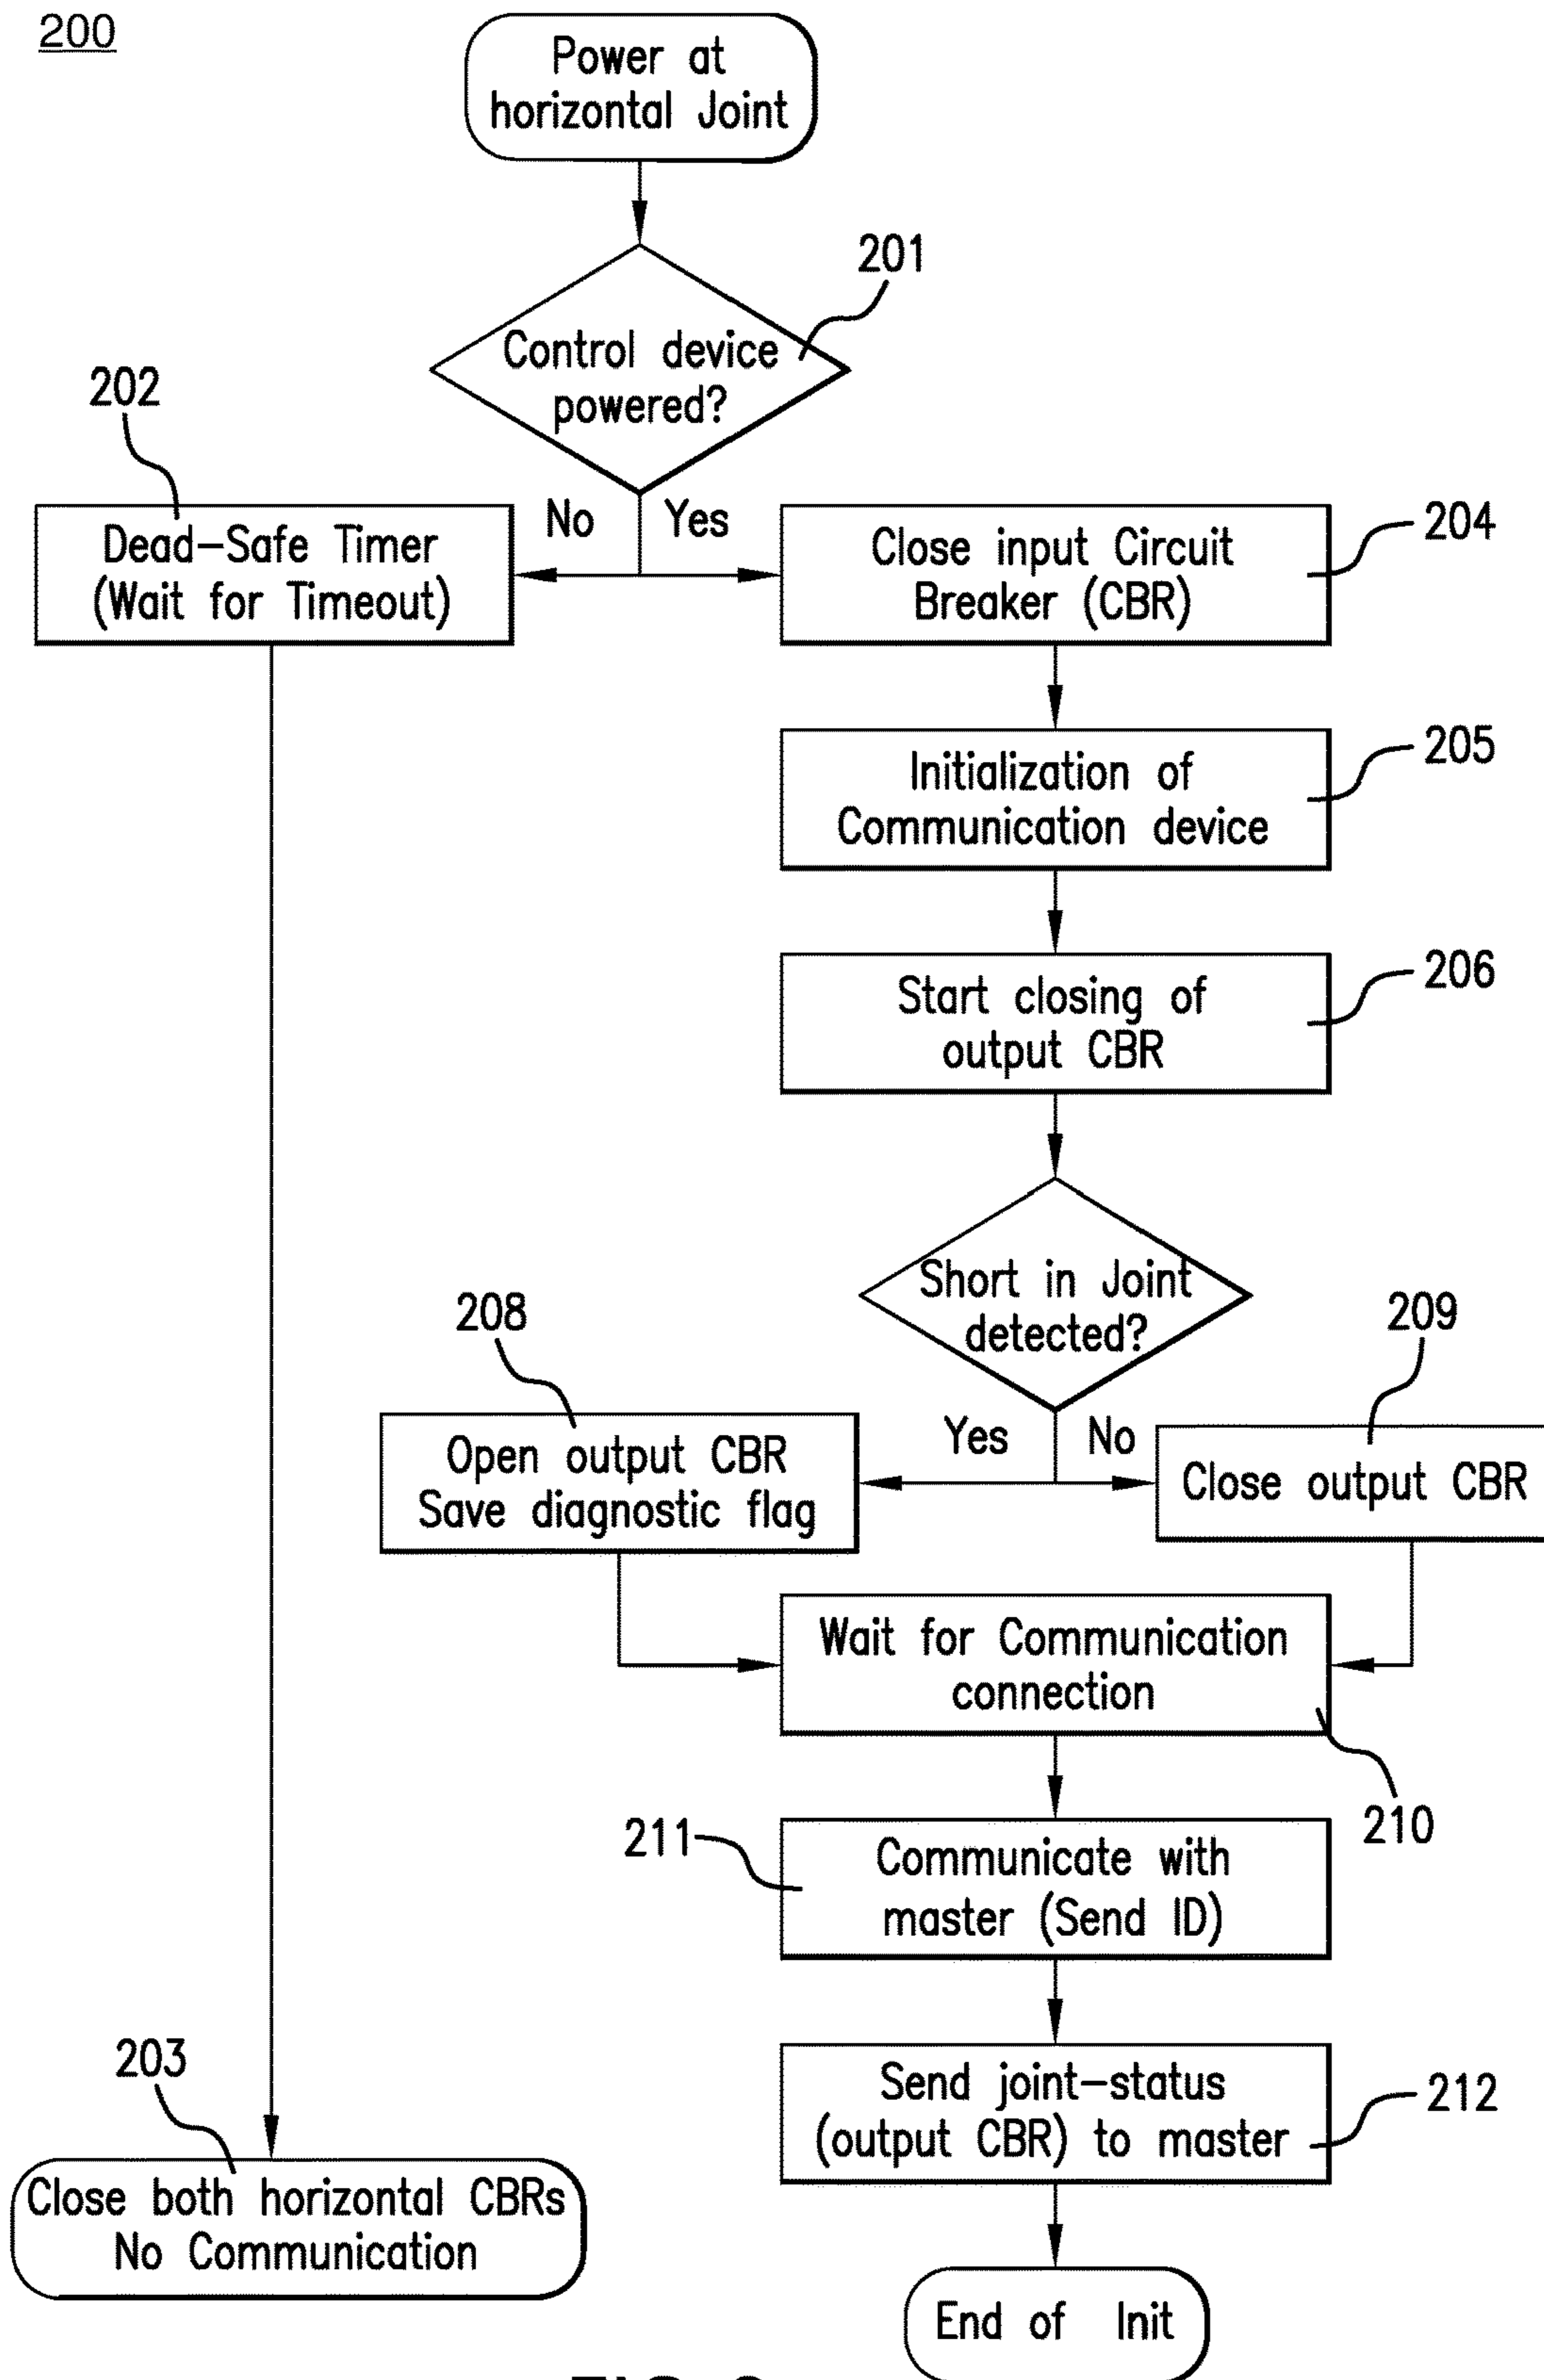 200
Power at
horizontal Joint
201
Control device
powered?
202
No
Yes
Dead-Safe Timer
(Wait for Timeout)
Close input Circuit
Breaker (CBR)
204
Initialization of
Communication device
205
Start closing of
output CBR
206
Short in Joint
detected?
208
209
Yes
No
Open output CBR
Save diagnostic flag
Close output CBR
Wait for Communication
connection
210
211
Communicate with
master (Send ID)
203
Send joint-status
(output CBR) to master
212
Close both horizontal CBRs
No Communication
End of Init